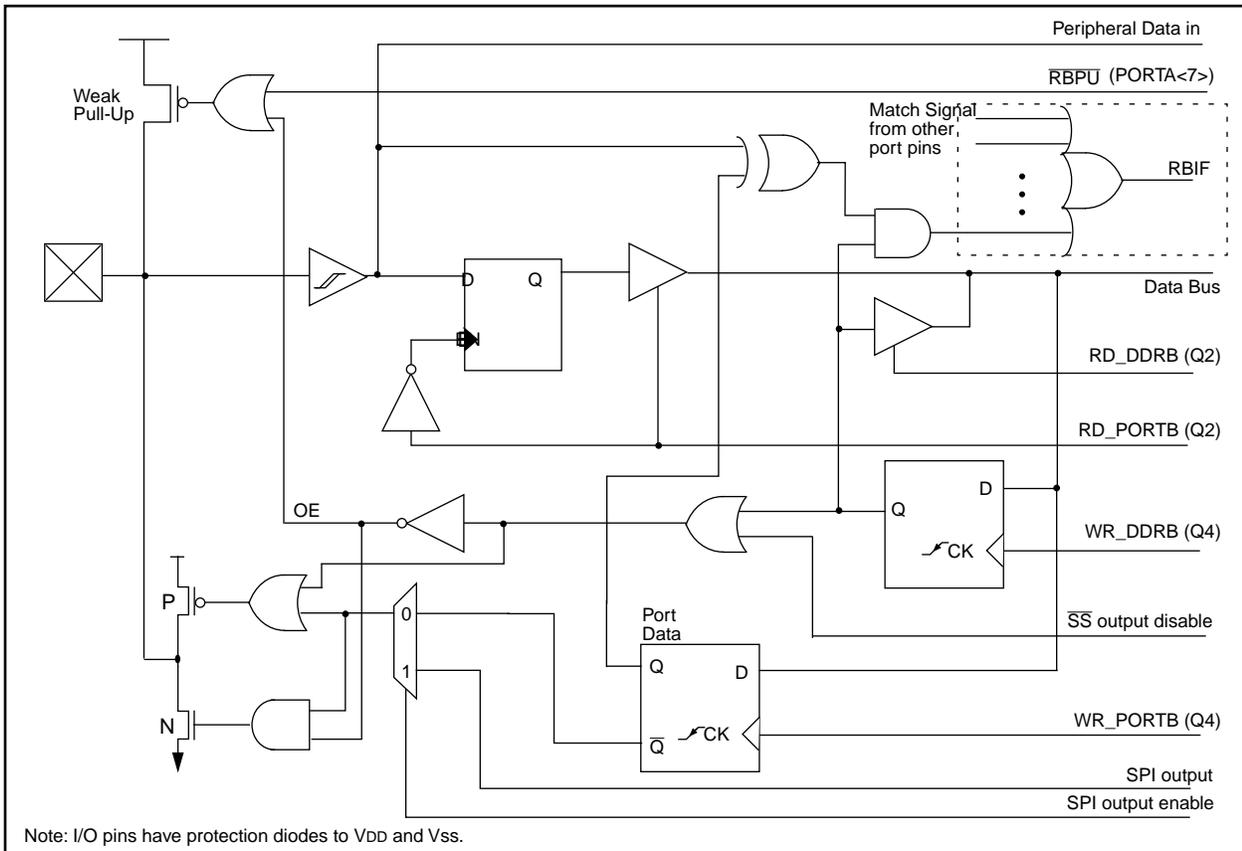 Peripheral Data in
RBPU (PORTA<7>)
Weak
Pull-Up
Match Signal
from other
port pins
RBIF
D
Q
Data Bus
RD_DDRB (Q2)
RD_PORTB (Q2)
OE
D
Q
CK
WR_DDRB (Q4)
P
0
Port
Data
SS output disable
1
Q
D
N
Q
CK
WR_PORTB (Q4)
SPI output
SPI output enable
Note: I/O pins have protection diodes to VDD and Vss.